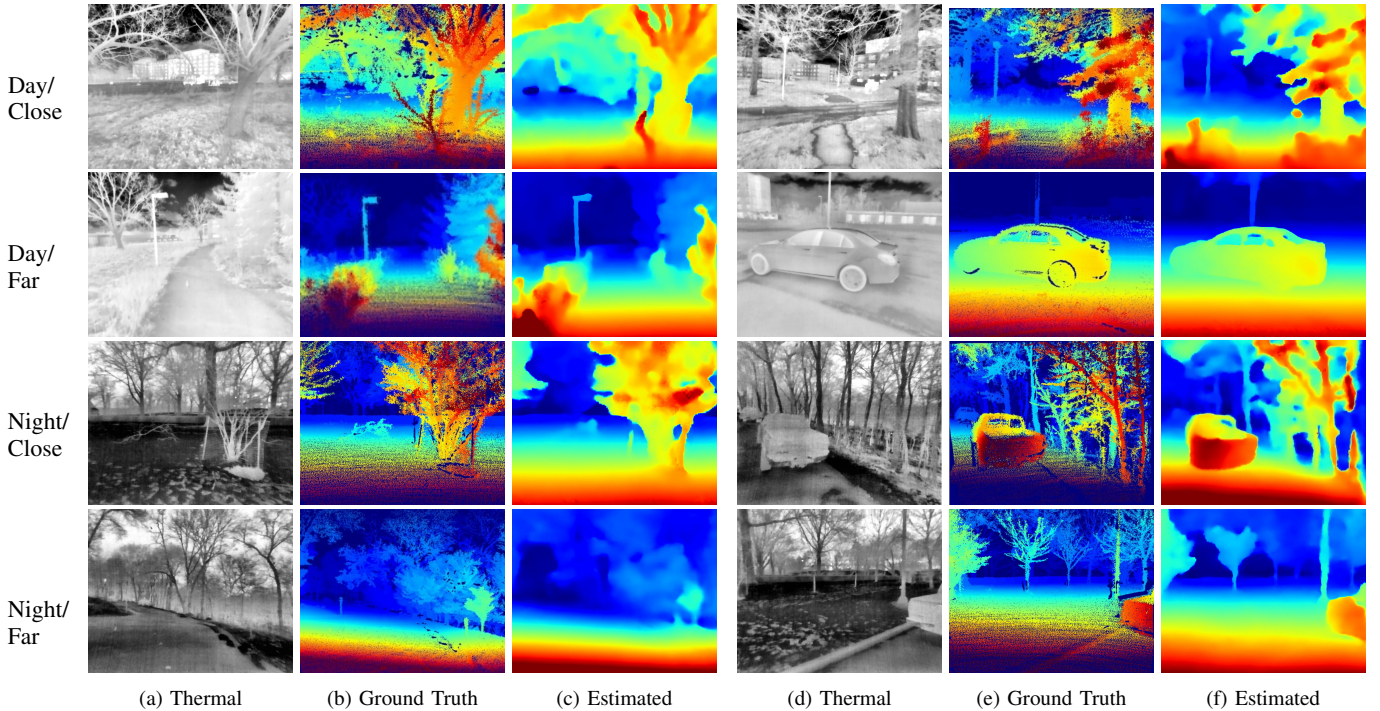 Day/
Close
Day/
Far
Night/
Close
Night/
Far
(a) Thermal
(b) Ground Truth
(c) Estimated
(d) Thermal
(e) Ground Truth
(f) Estimated